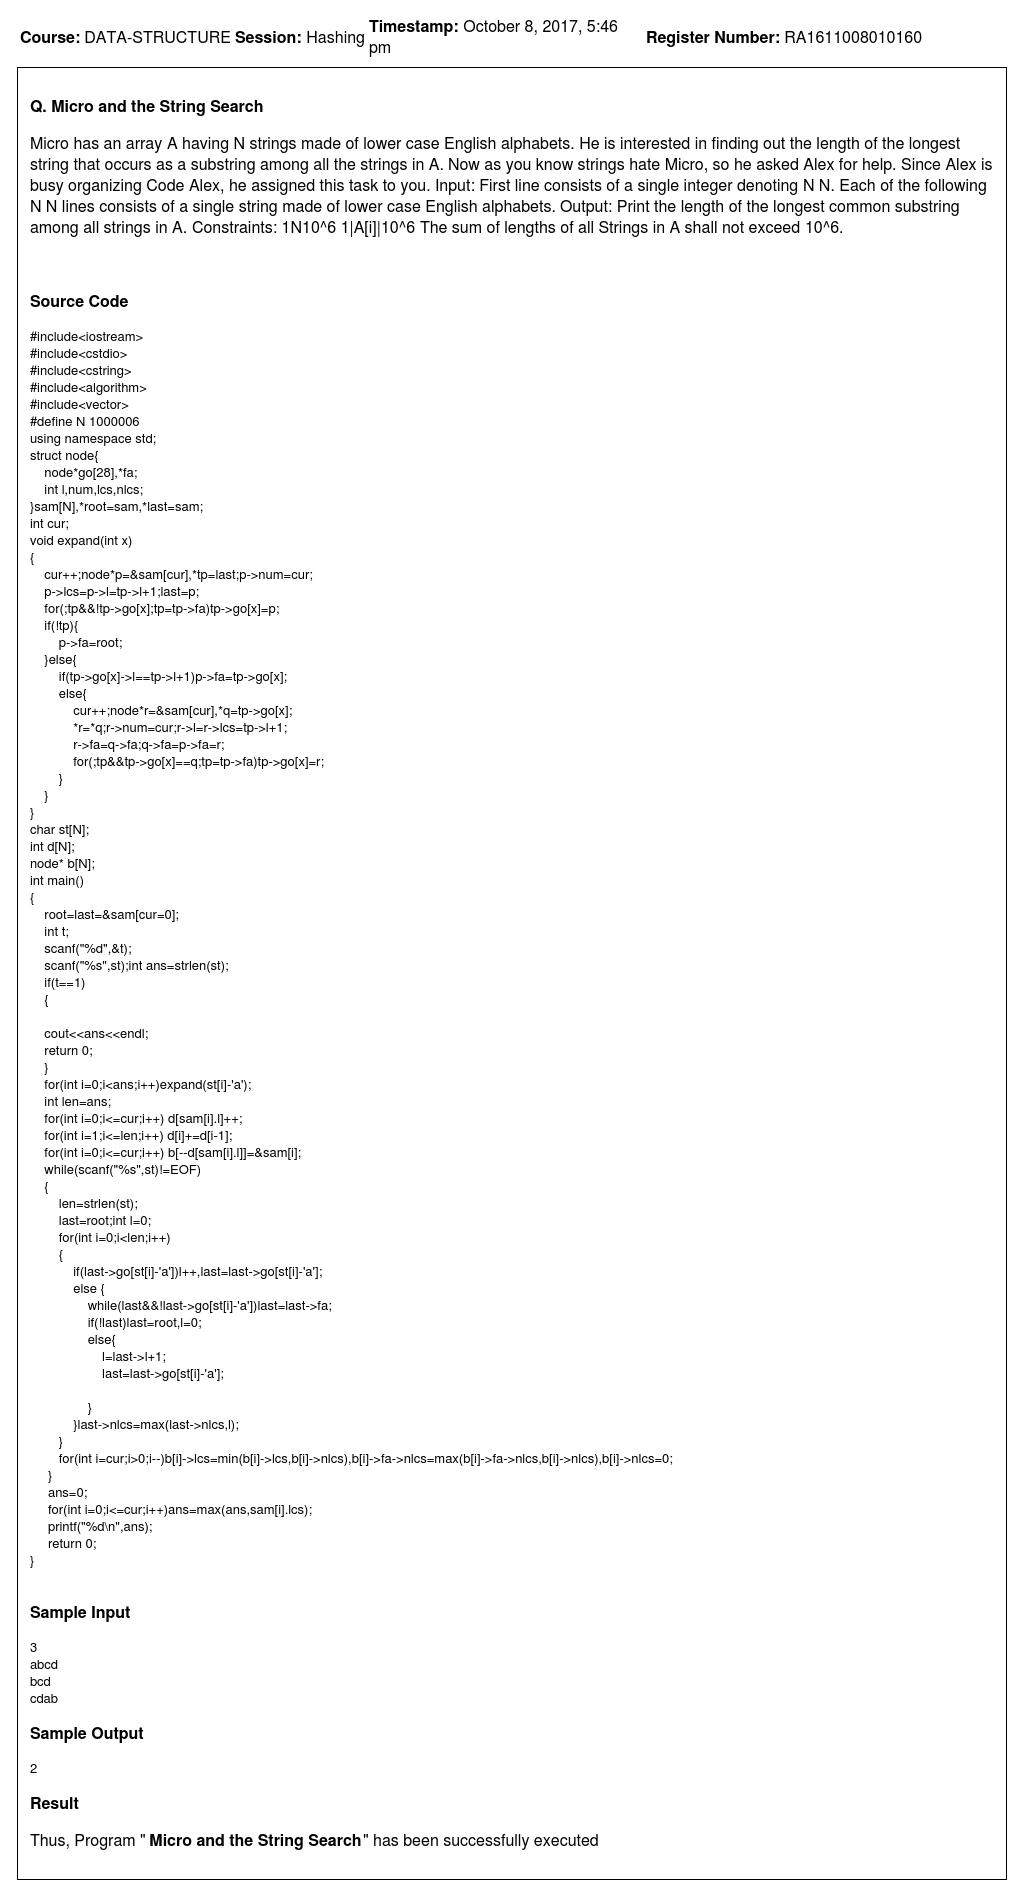 Course: DATA-STRUCTURE Session: Hashing Timestamp: October 8, 2017, 5:46 pm Register Number: RA1611008010160
Q. Micro and the String Search
Micro has an array A having N strings made of lower case English alphabets. He is interested in finding out the length of the longest
string that occurs as a substring among all the strings in A. Now as you know strings hate Micro, so he asked Alex for help. Since Alex is
busy organizing Code Alex, he assigned this task to you. Input: First line consists of a single integer denoting N N. Each of the following
N N lines consists of a single string made of lower case English alphabets. Output: Print the length of the longest common substring
among all strings in A. Constraints: 1N10^6 1|A[i]|10^6 The sum of lengths of all Strings in A shall not exceed 10^6.
Source Code
#include<iostream>
#include<cstdio>
#include<cstring>
#include<algorithm>
#include<vector>
#define N 1000006
using namespace std;
struct node{
    node*go[28],*fa;
    int l,num,lcs,nlcs;
}sam[N],*root=sam,*last=sam;
int cur;
void expand(int x)
{
    cur++;node*p=&sam[cur],*tp=last;p->num=cur;
    p->lcs=p->l=tp->l+1;last=p;
    for(;tp&&!tp->go[x];tp=tp->fa)tp->go[x]=p;
    if(!tp){
        p->fa=root;
    }else{
        if(tp->go[x]->l==tp->l+1)p->fa=tp->go[x];
        else{
            cur++;node*r=&sam[cur],*q=tp->go[x];
            *r=*q;r->num=cur;r->l=r->lcs=tp->l+1;
            r->fa=q->fa;q->fa=p->fa=r;
            for(;tp&&tp->go[x]==q;tp=tp->fa)tp->go[x]=r;
        }
    }
}
char st[N];
int d[N];
node* b[N];
int main()
{
    root=last=&sam[cur=0];
    int t;
    scanf("%d",&t);
    scanf("%s",st);int ans=strlen(st);
    if(t==1)
    {
    cout<<ans<<endl;
    return 0;
    }
    for(int i=0;i<ans;i++)expand(st[i]-'a');
    int len=ans;
    for(int i=0;i<=cur;i++) d[sam[i].l]++;
    for(int i=1;i<=len;i++) d[i]+=d[i-1];
    for(int i=0;i<=cur;i++) b[--d[sam[i].l]]=&sam[i];
    while(scanf("%s",st)!=EOF)
    {
        len=strlen(st);
        last=root;int l=0;
        for(int i=0;i<len;i++)
        {
            if(last->go[st[i]-'a'])l++,last=last->go[st[i]-'a'];
            else {
                while(last&&!last->go[st[i]-'a'])last=last->fa;
                if(!last)last=root,l=0;
                else{
                    l=last->l+1;
                    last=last->go[st[i]-'a'];
                }
            }last->nlcs=max(last->nlcs,l);
        }
        for(int i=cur;i>0;i--)b[i]->lcs=min(b[i]->lcs,b[i]->nlcs),b[i]->fa->nlcs=max(b[i]->fa->nlcs,b[i]->nlcs),b[i]->nlcs=0;
     }
     ans=0;
     for(int i=0;i<=cur;i++)ans=max(ans,sam[i].lcs);
     printf("%d\n",ans);
     return 0;
}
Sample Input
3
abcd
bcd
cdab
Sample Output
2
Result
Thus, Program " Micro and the String Search" has been successfully executed